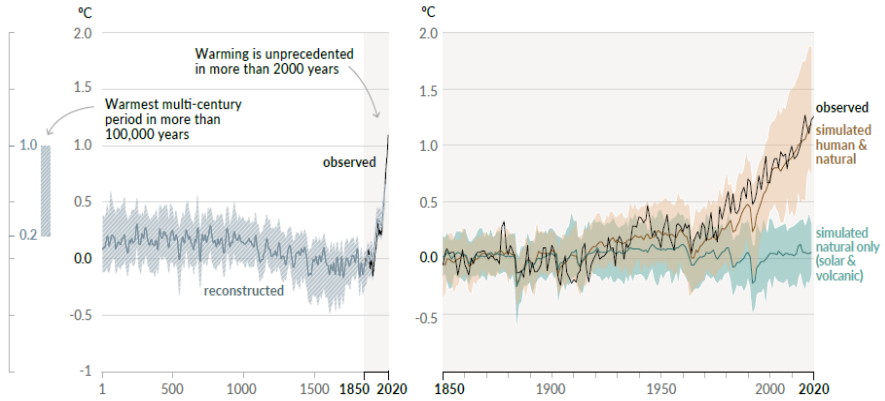 ºC
2.0
1.5
1.0
0.5
0.0
-0.5
-1
1
500
1000
1500
1850
2020
Warming is unprecedented
in more than 2000 years
Warmest multi-century
period in more than
100,000 years
1.0
0.2
observed
reconstructed
ºC
2.0
1.5
1.0
0.5
0.0
-0.5
1850
1900
1950
2000
2020
observed
simulated
human &
natural
simulated
natural only
(solar &
volcanic)